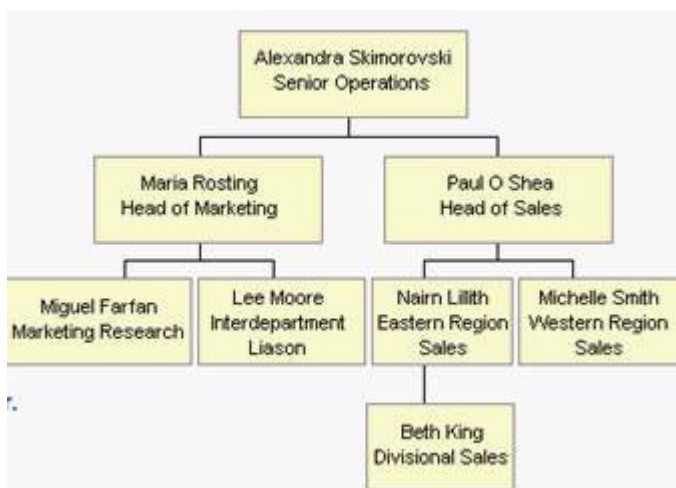 Alexandra Skimorovski
Senior Operations
Maria Rosting
Head of Marketing
Paul O Shea
Head of Sales
Miguel Farfan
Marketing Research
Lee Moore
Interdepartment
Liason
Nairn Lillith
Eastern Region
Sales
Michelle Smith
Western Region
Sales
r.
Beth King
Divisional Sales